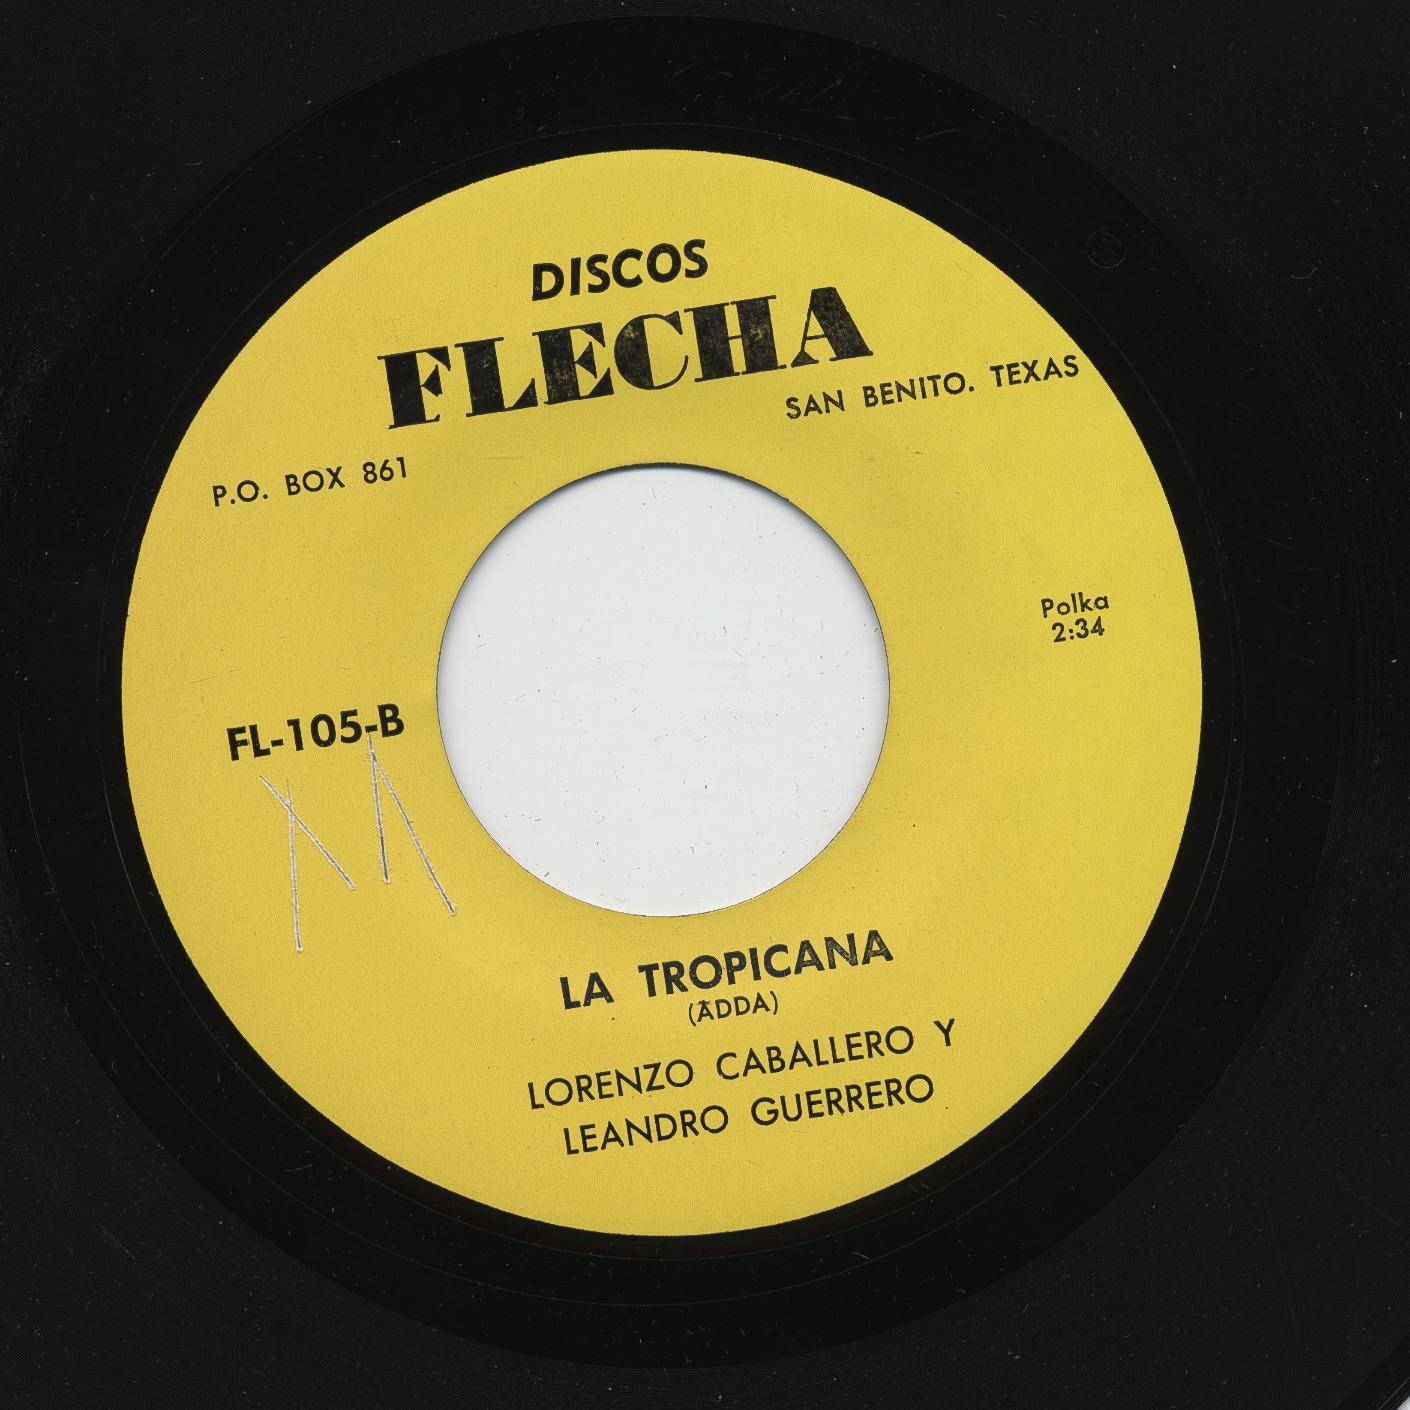 DISCOS
FLECHA
SAN BENITO. TEXAS
P.O. BOX 861
Polka
2:34
FL-105-B
LA TROPICANA
(ADDA)
LORENZO CABALLERO Y
LEANDRO GUERRERO